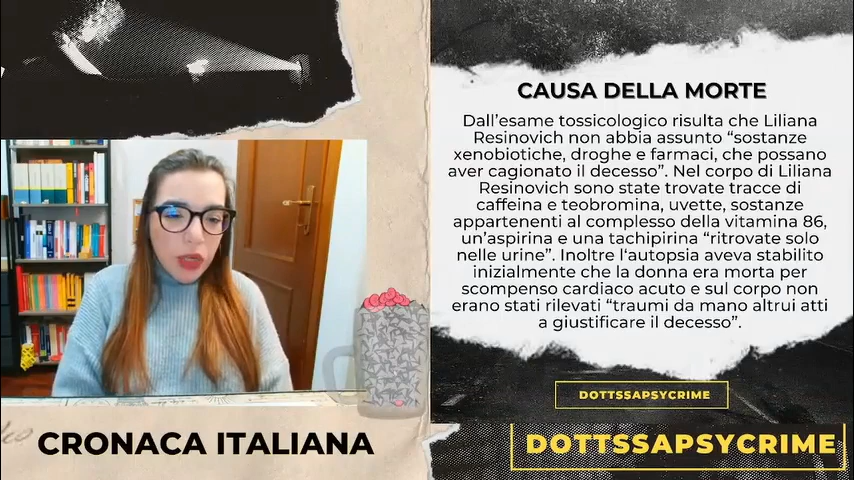 CAUSA DELLA MORTE
Dall'esame tossicologico risulta che Liliana
Resinovich non abbia assunto “sostanze
xenobiotiche, droghe e farmaci, che possano
aver cagionato il decesso”. Nel corpo di Liliana
Resinovich sono state trovate tracce di
caffeina e teobromina, uvette, sostanze
appartenenti al complesso della vitamina 86,
un'aspirina e una tachipirina “ritrovate solo
nelle urine”. Inoltre l'autopsia aveva stabilito
inizialmente che la donna era morta per
scompenso cardiaco acuto e sul corpo non
erano stati rilevati “traumi da mano altrui atti
a giustificare il decesso”.
DOTTSSAPSYCRIME
CRONACA ITALIANA
DOTTSSAPSYCRIME